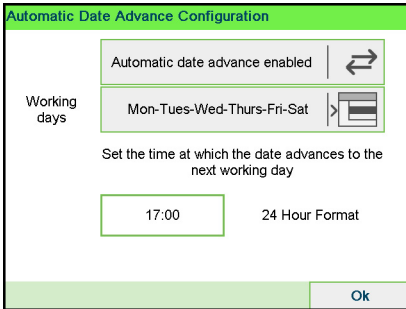 Automatic Date Advance Configuration
Automatic date advance enabled
Working
days
Mon-Tues-Wed-Thurs-Fri-Sat
Set the time at which the date advances to the
next working day
17:00
24 Hour Format
Ok